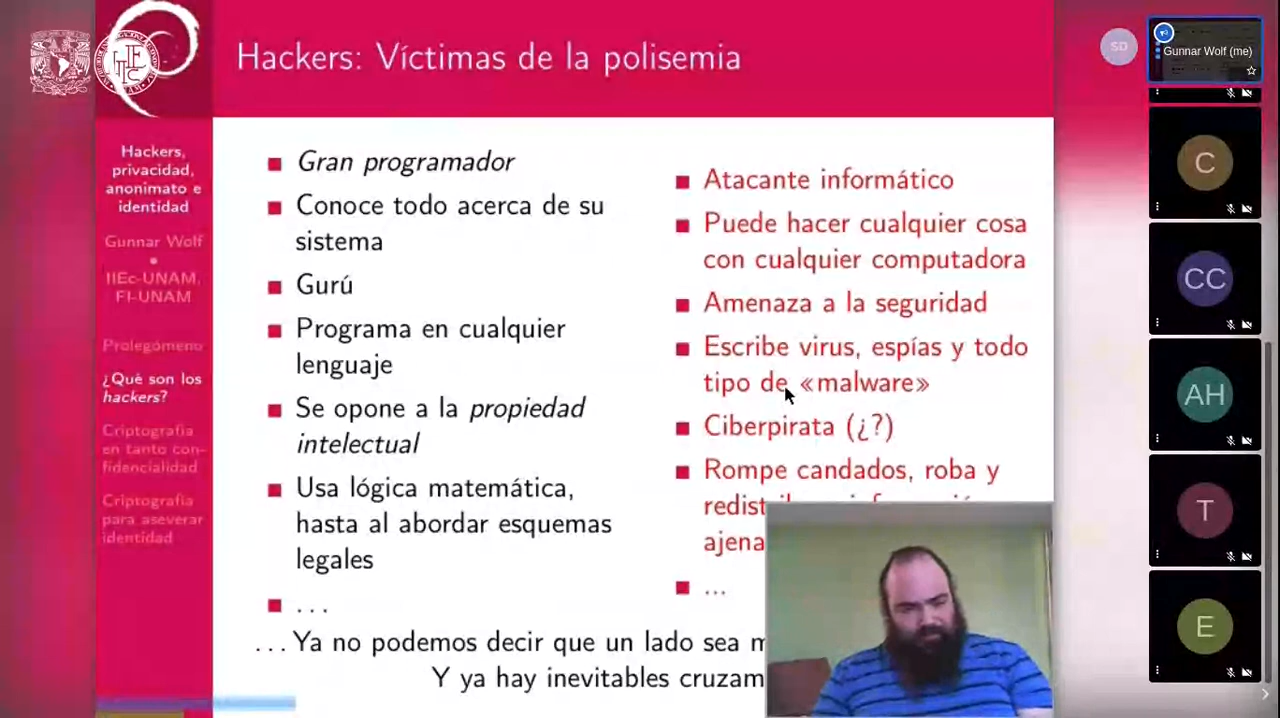 Hackers: Víctimas de la polisemia
Hackers,
privacidad,
anonimato e
identidad
Gunnar Wolf
IIEc-UNAM,
FI-UNAM
Prolegómeno
¿Qué son los
hackers?
Criptografía
en tanto con-
fidencialidad
Criptografía
para aseverar
identidad
Gran programador
Conoce todo acerca de su
sistema
Gurú
Programa en cualquier
lenguaje
Se opone a la propiedad
intelectual
Usa lógica matemática,
hasta al abordar esquemas
legales
...
Atacante informático
Puede hacer cualquier cosa
con cualquier computadora
Amenaza a la seguridad
Escribe virus, espías y todo
tipo de «malware»
Ciberpirata (¿?)
Rompe candados, roba y
ajena
...
...Ya no podemos decir que un lado sea
Y ya hay inevitables
SD
Gunnar Wolf (me)
C
CC
AH
T
E